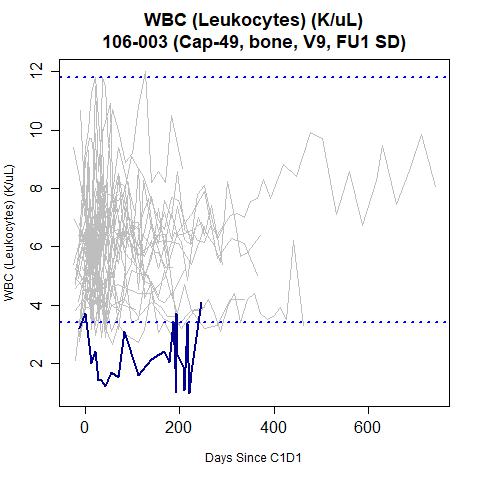 WBC (Leukocytes) (K/uL)
106-003 (Cap-49, bone, V9, FU1 SD)
WBC (Leukocytes) (K/uL)
12
10
8
6
4
2
0
200
400
600
Days Since C1D1